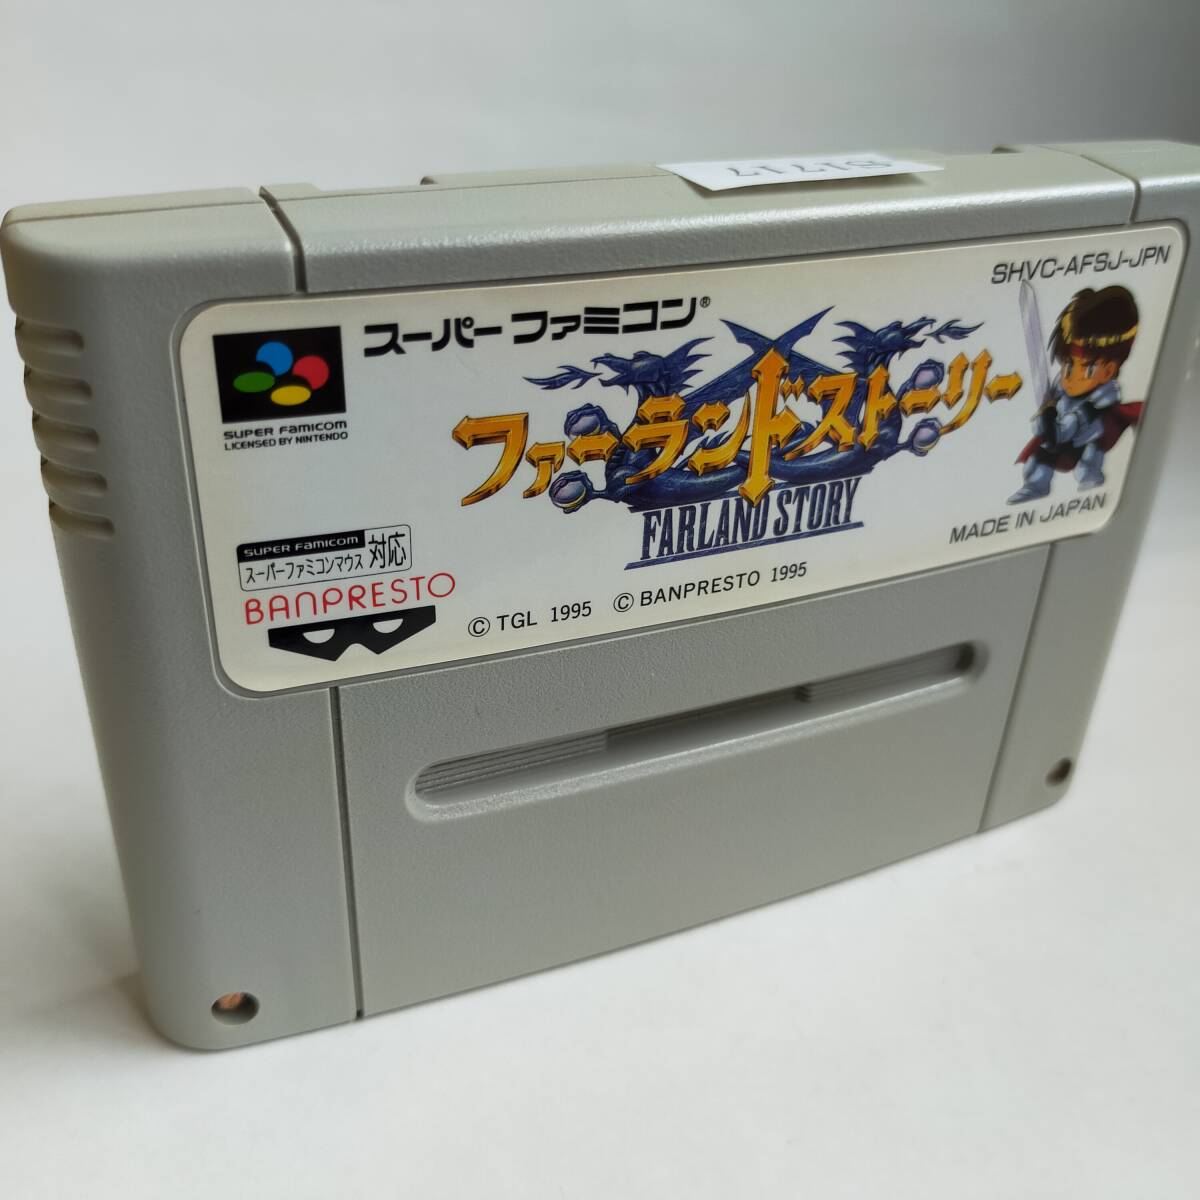 S1717
SHVC-AFSJ-JPN
スーパーファミコン®
SUPER FAMICOM
LICENSED BY NINTENDO
ファーランドストーリー
FARLAND STORY
MADE IN JAPAN
SUPER FAMICOM
スーパーファミコンマウス 対応
BANPRESTO
© TGL 1995 © BANPRESTO 1995